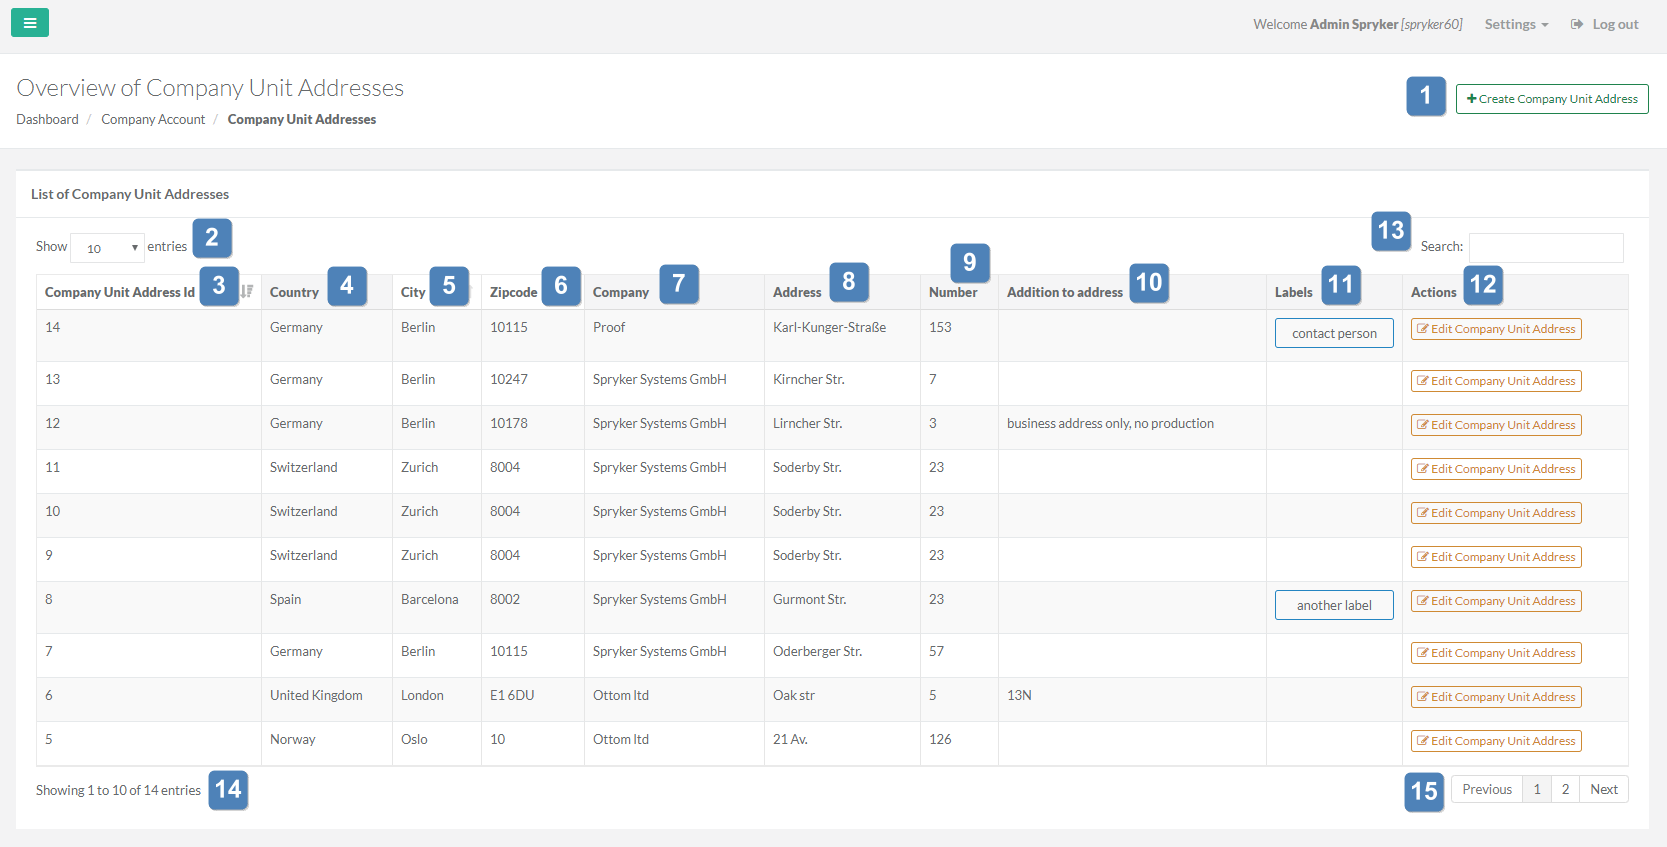 Welcome Admin Spryker [spryker60] Settings Log out
Overview of Company Unit Addresses
1 Create Company Unit Address
Dashboard / Company Account / Company Unit Addresses
List of Company Unit Addresses
Show 10 entries 2 13 Search:
Company Unit Address Id 3 Country 4 City 5 Zipcode 6 Company 7 Address 8 Number 9 Addition to address 10 Labels 11 Actions 12
14 Germany Berlin 10115 Proof Karl-Kunger-Straße 153 contact person Edit Company Unit Address
13 Germany Berlin 10247 Spryker Systems GmbH Kirncher Str. 7 Edit Company Unit Address
12 Germany Berlin 10178 Spryker Systems GmbH Lirncher Str. 3 business address only, no production Edit Company Unit Address
11 Switzerland Zurich 8004 Spryker Systems GmbH Soderby Str. 23 Edit Company Unit Address
10 Switzerland Zurich 8004 Spryker Systems GmbH Soderby Str. 23 Edit Company Unit Address
9 Switzerland Zurich 8004 Spryker Systems GmbH Soderby Str. 23 Edit Company Unit Address
8 Spain Barcelona 8002 Spryker Systems GmbH Gurmont Str. 23 another label Edit Company Unit Address
7 Germany Berlin 10115 Spryker Systems GmbH Oderberger Str. 57 Edit Company Unit Address
6 United Kingdom London E1 6DU Ottom ltd Oak str 5 13N Edit Company Unit Address
5 Norway Oslo 10 Ottom ltd 21 Av. 126 Edit Company Unit Address
Showing 1 to 10 of 14 entries 14 15 Previous 1 2 Next